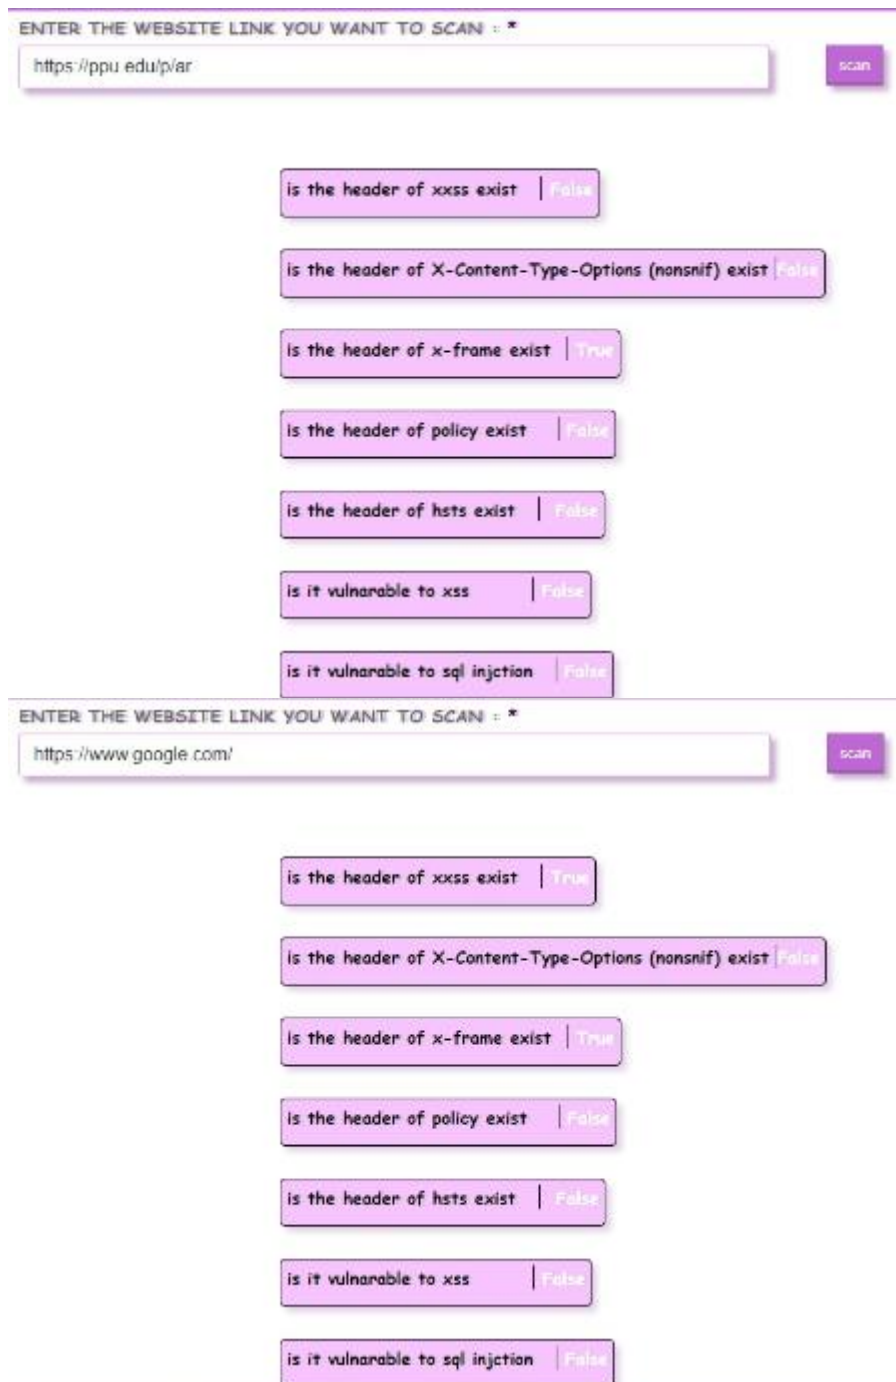 ENTER THE WEBSITE LINK YOU WANT TO SCAN : *
https://ppu.edu/p/ar
scan
is the header of xxss exist | False
is the header of X-Content-Type-Options (nonsnif) exist | False
is the header of x-frame exist | True
is the header of policy exist | False
is the header of hsts exist | False
is it vulnarable to xss | False
is it vulnarable to sql injction | False
ENTER THE WEBSITE LINK YOU WANT TO SCAN : *
https://www.google.com/
scan
is the header of xxss exist | True
is the header of X-Content-Type-Options (nonsnif) exist | False
is the header of x-frame exist | True
is the header of policy exist | False
is the header of hsts exist | False
is it vulnarable to xss | False
is it vulnarable to sql injction | False